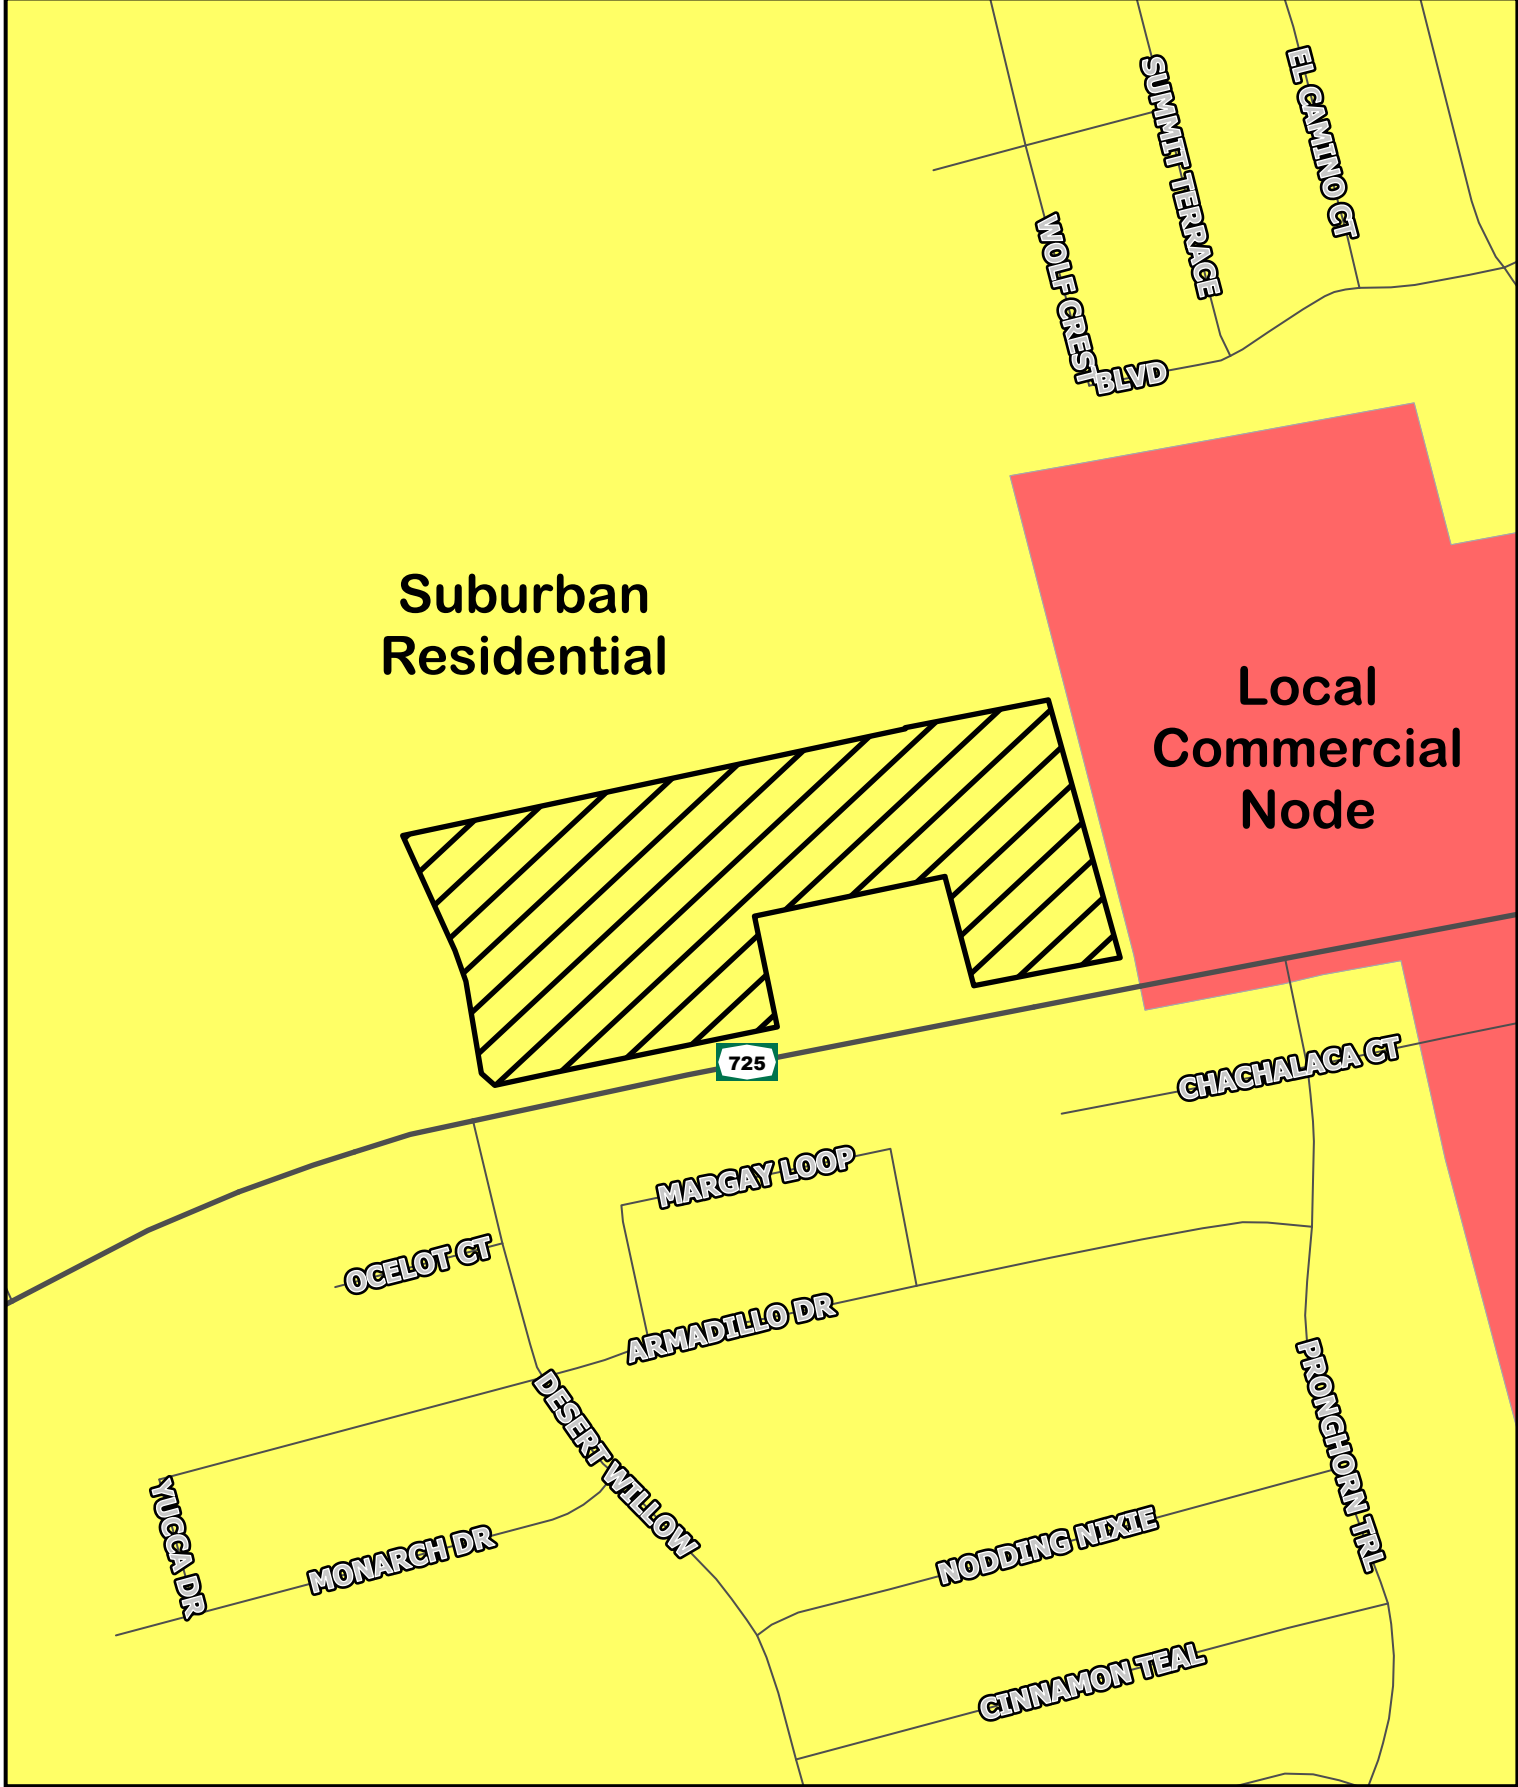 SUMMIT TERRACE
EL CAMINO CT
WOLF CREST
BLVD
Suburban
Residential
Local
Commercial
Node
725
CHACHALACA CT
MARGAY LOOP
OCELOT CT
ARMADILLO DR
DESERT WILLOW
PRONGHORN TRL
YUCCA DR
MONARCH DR
NODDING NIXIE
CINNAMON TEAL